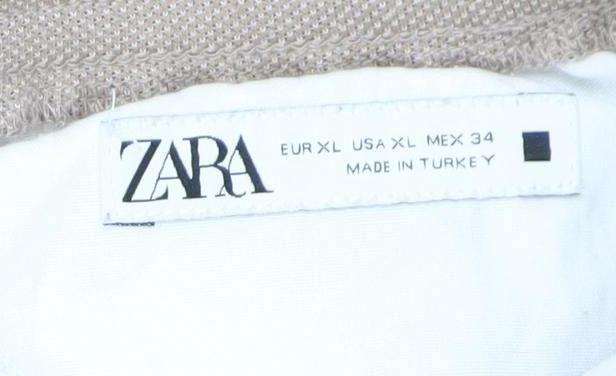 ZARA
EUR XL USA XL MEX 34
MADE IN TURKEY